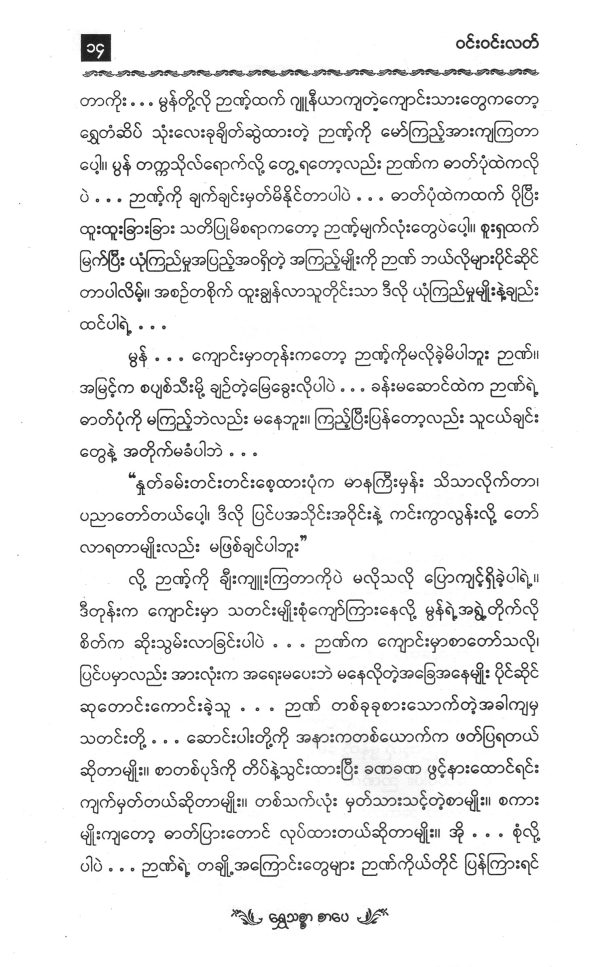 ၁၄
ဝင်းဝင်းလတ်
တာကိုး . . . မွန်တို့လို ဉာဏ့်ထက် ဂျူနီယာကျတဲ့ကျောင်းသားတွေကတော့
ရွှေတံဆိပ် သုံးလေးခုချိတ်ဆွဲထားတဲ့ ဉာဏ့်ကို မော်ကြည့်အားကျကြတာ
ပေါ့။ မွန် တက္ကသိုလ်ရောက်လို့ တွေ့ရတော့လည်း ဉာဏ်က ဓာတ်ပုံထဲကလို
ပဲ . . . ဉာဏ့်ကို ချက်ချင်းမှတ်မိနိုင်တာပါပဲ . . . ဓာတ်ပုံထဲကထက် ပိုပြီး
ထူးထူးခြားခြား သတိပြုမိစရာကတော့ ဉာဏ့်မျက်လုံးတွေပဲပေါ့။ စူးရှထက်
မြက်ပြီး ယုံကြည်မှုအပြည့်အဝရှိတဲ့ အကြည့်မျိုးကို ဉာဏ် ဘယ်လိုများပိုင်ဆိုင်
တာပါလိမ့်။ အစဉ်တစိုက် ထူးချွန်လာသူတိုင်းသာ ဒီလို ယုံကြည်မှုမျိုးနဲ့ချည်း
ထင်ပါရဲ့ . . .
မွန် . . . ကျောင်းမှာတုန်းကတော့ ဉာဏ့်ကိုမလိုခဲ့မိပါဘူး ဉာဏ်။
အမြင့်က စပျစ်သီးမို့ ချဉ်တဲ့မြေခွေးလိုပါပဲ . . . ခန်းမဆောင်ထဲက ဉာဏ်ရဲ့
ဓာတ်ပုံကို မကြည့်ဘဲလည်း မနေဘူး။ ကြည့်ပြီးပြန်တော့လည်း သူငယ်ချင်း
တွေနဲ့ အတိုက်မခံပါဘဲ . . .
“နှုတ်ခမ်းတင်းတင်းစေ့ထားပုံက မာနကြီးမှန်း သိသာလိုက်တာ၊
ပညာတော်တယ်ပေါ့၊ ဒီလို ပြင်ပအသိုင်းအဝိုင်းနဲ့ ကင်းကွာလွန်းလို့ တော်
လာရတာမျိုးလည်း မဖြစ်ချင်ပါဘူး”
လို့ ဉာဏ့်ကို ချီးကျူးကြတာကိုပဲ မလိုသလို ပြောကျင့်ရှိခဲ့ပါရဲ့။
ဒီတုန်းက ကျောင်းမှာ သတင်းမျိုးစုံကျော်ကြားနေလို့ မွန်ရဲ့အရွဲ့တိုက်လို
စိတ်က ဆိုးသွမ်းလာခြင်းပါပဲ . . . ဉာဏ်က ကျောင်းမှာစာတော်သလို၊
ပြင်ပမှာလည်း အားလုံးက အရေးမပေးဘဲ မနေလိုတဲ့အခြေအနေမျိုး ပိုင်ဆိုင်
ဆုတောင်းကောင်းခဲ့သူ . . . ဉာဏ် တစ်ခုခုစားသောက်တဲ့အခါကျမှ
သတင်းတို့ . . . ဆောင်းပါးတို့ကို အနားကတစ်ယောက်က ဖတ်ပြရတယ်
ဆိုတာမျိုး။ စာတစ်ပုဒ်ကို တိပ်နဲ့သွင်းထားပြီး ခဏခဏ ဖွင့်နားထောင်ရင်း
ကျက်မှတ်တယ်ဆိုတာမျိုး။ တစ်သက်လုံး မှတ်သားသင့်တဲ့စာမျိုး။ စကား
မျိုးကျတော့ ဓာတ်ပြားတောင် လုပ်ထားတယ်ဆိုတာမျိုး။ အို . . . စုံလို့
ပါပဲ . . . ဉာဏ်ရဲ့ တချို့အကြောင်းတွေများ ဉာဏ်ကိုယ်တိုင် ပြန်ကြားရင်
ရွှေသစ္စာ စာပေ